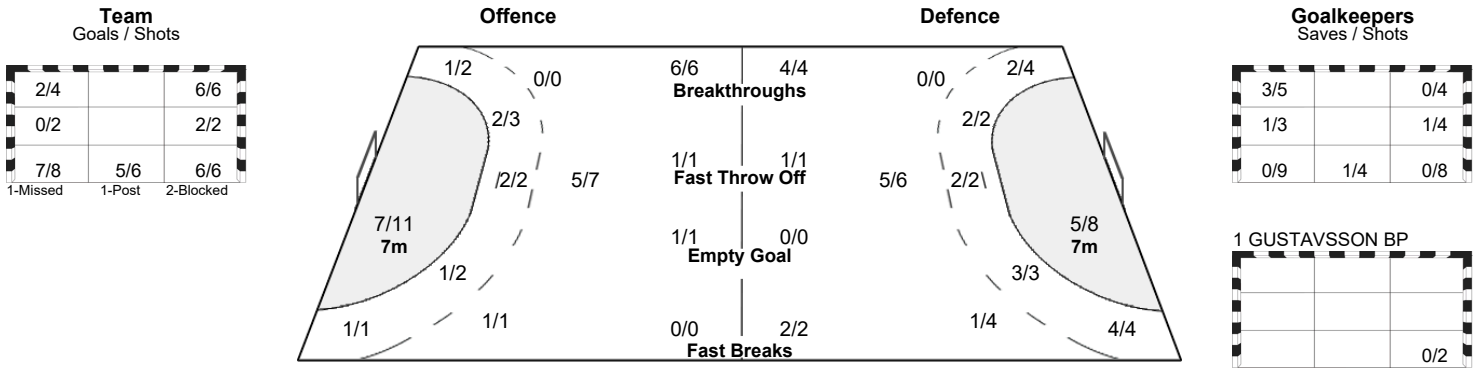 Team
Goals / Shots
2/4 6/6
0/2 2/2
7/8 5/6 6/6
1-Missed 1-Post 2-Blocked
Offence Defence
1/2 0/0 6/6 4/4 0/0 2/4
Breakthroughs
2/3 2/2
1/1 1/1
Fast Throw Off
2/2 5/7 5/6 2/2
7/11 5/8
7m 7m
1/1 0/0
Empty Goal
1/2 3/3
1/1 1/1 0/0 2/2 1/4 4/4
Fast Breaks
Goalkeepers
Saves / Shots
3/5 0/4
1/3 1/4
0/9 1/4 0/8
1 GUSTAVSSON BP
0/2